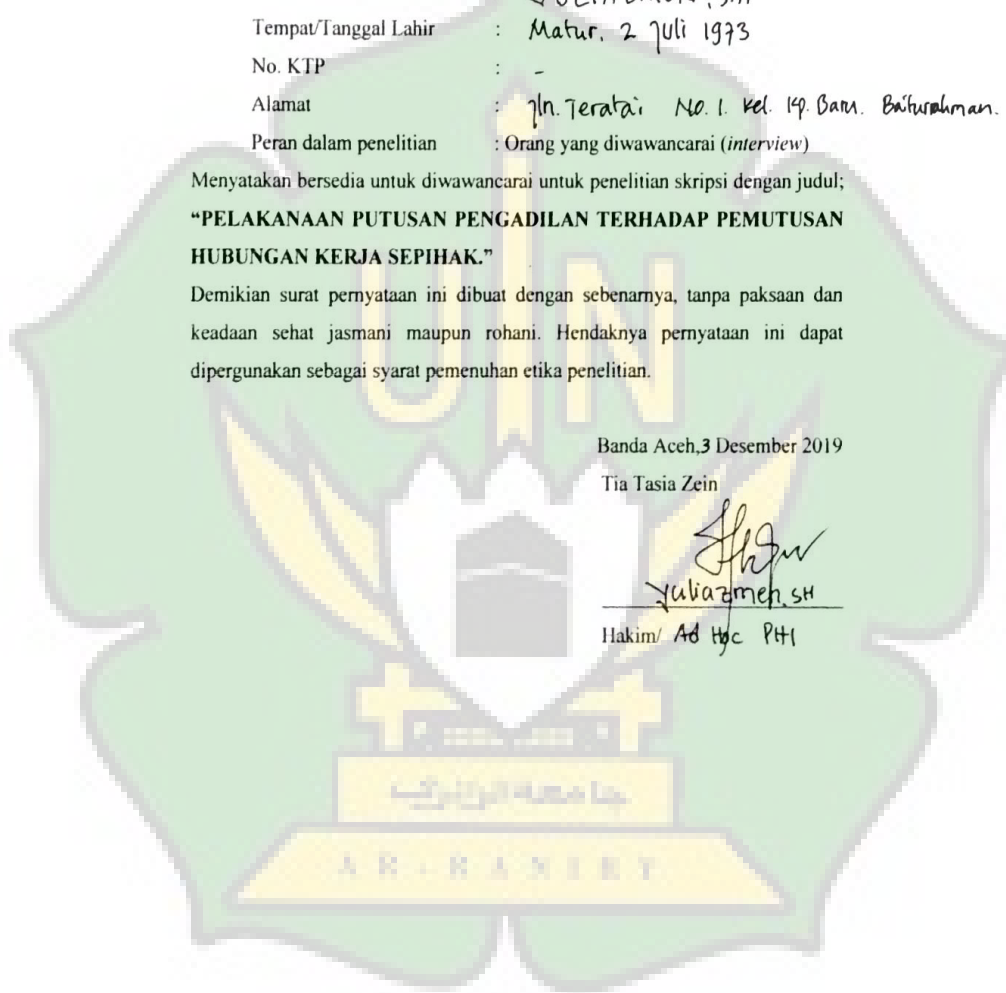 Tempat/Tanggal Lahir : Matur, 2 Juli 1973
No. KTP : -
Alamat : Jln. Teratai No. 1. Kel. Kp. Baru. Baiturahman.
Peran dalam penelitian : Orang yang diwawancarai (interview)
Menyatakan bersedia untuk diwawancarai untuk penelitian skripsi dengan judul;
“PELAKANAAN PUTUSAN PENGADILAN TERHADAP PEMUTUSAN
HUBUNGAN KERJA SEPIHAK.”
Demikian surat pernyataan ini dibuat dengan sebenarnya, tanpa paksaan dan
keadaan sehat jasmani maupun rohani. Hendaknya pernyataan ini dapat
dipergunakan sebagai syarat pemenuhan etika penelitian.
Banda Aceh,3 Desember 2019
Tia Tasia Zein
Yuliazmen, SH
Hakim/ Ad Hoc PHI
UIN
جامعة الرانيري
AR-RANIRY